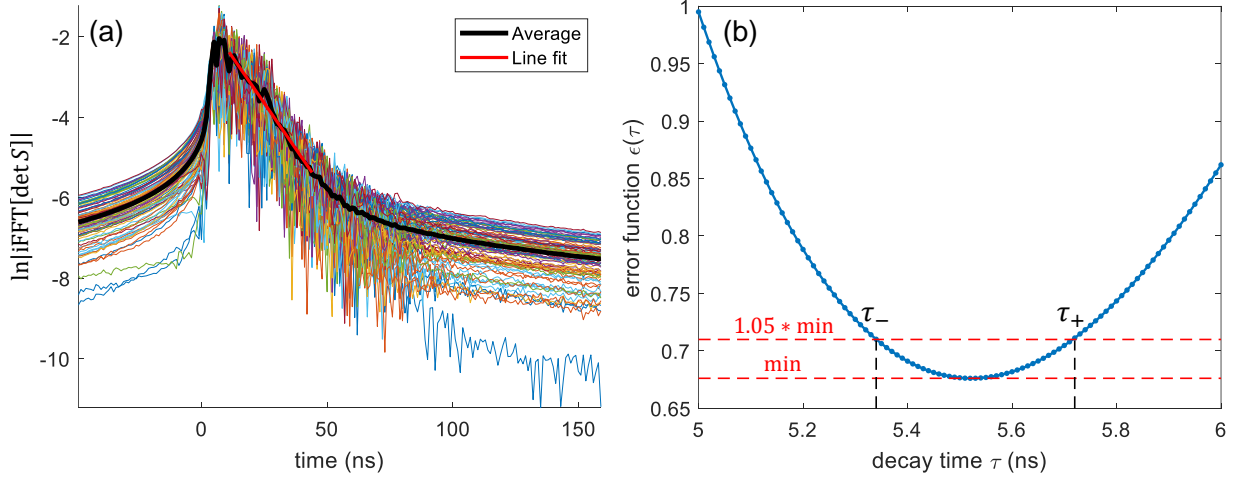 (a)
Average
Line fit
-2
-4
-6
-8
-10
ln|iFFT[det S]|
0
50
100
150
time (ns)
(b)
1
0.95
0.9
0.85
0.8
0.75
0.7
0.65
error function ϵ(τ)
τ−
τ+
1.05 * min
min
5
5.2
5.4
5.6
5.8
6
decay time τ (ns)